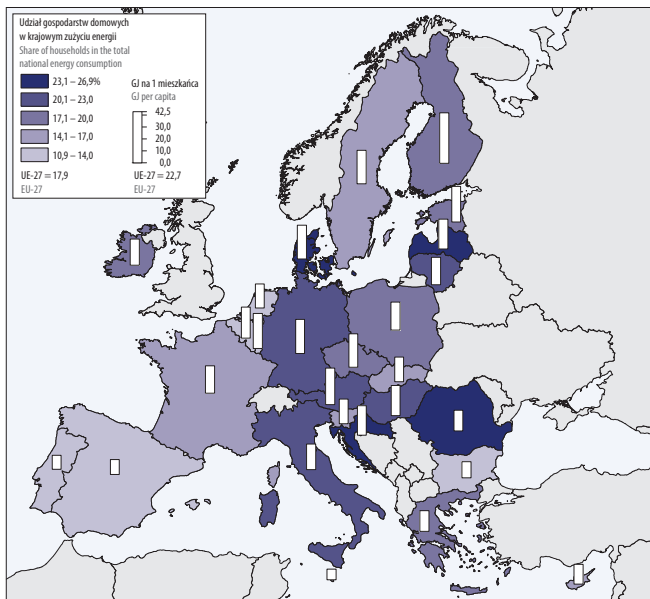 Udział gospodarstw domowych
w krajowym zużyciu energii
Share of households in the total
national energy consumption
23,1 – 26,9%
20,1 – 23,0
17,1 – 20,0
14,1 – 17,0
10,9 – 14,0
UE-27 = 17,9
EU-27
GJ na 1 mieszkańca
GJ per capita
42,5
30,0
20,0
10,0
0,0
UE-27 = 22,7
EU-27